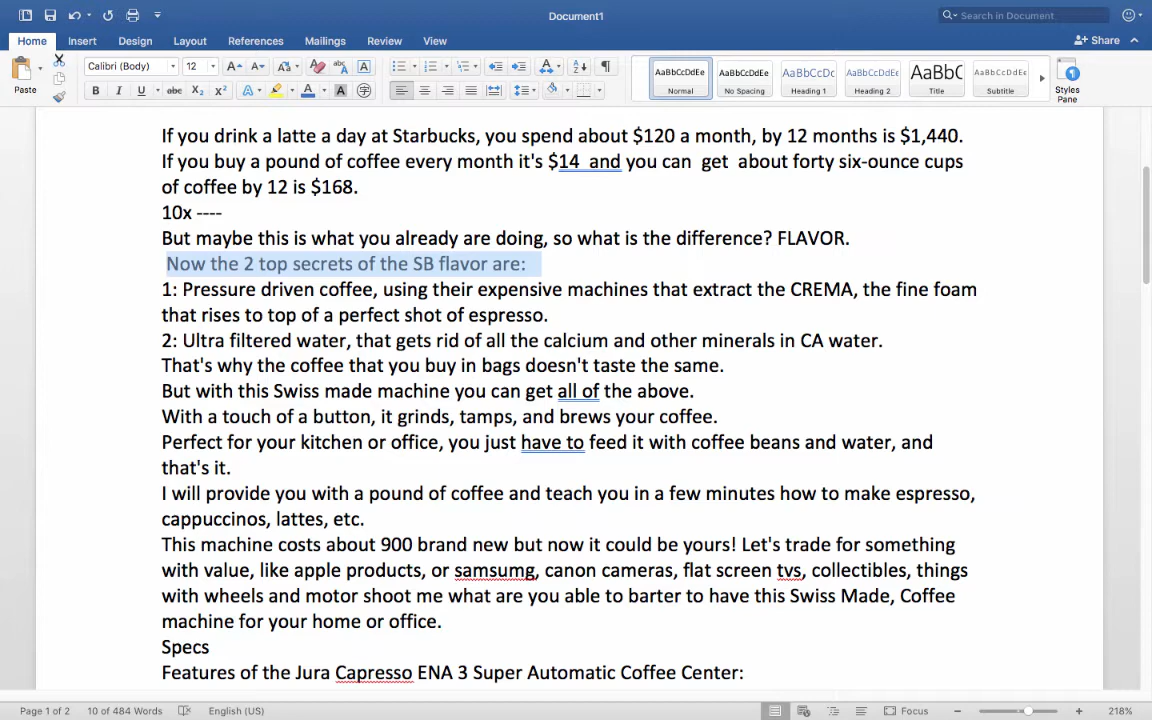 Document1
Search in Document
Home Insert Design Layout References Mailings Review View
Share
Paste
Calibri (Body) 12
AaBbCcDdEe AaBbCcDdEe AaBbCcDc AaBbCcDdEe AaBbC AaBbCcDdEe
Normal No Spacing Heading 1 Heading 2 Title Subtitle
Styles
Pane
If you drink a latte a day at Starbucks, you spend about $120 a month, by 12 months is $1,440.
If you buy a pound of coffee every month it's $14  and you can  get  about forty six-ounce cups
of coffee by 12 is $168.
10x ----
But maybe this is what you already are doing, so what is the difference? FLAVOR.
Now the 2 top secrets of the SB flavor are:
1: Pressure driven coffee, using their expensive machines that extract the CREMA, the fine foam
that rises to top of a perfect shot of espresso.
2: Ultra filtered water, that gets rid of all the calcium and other minerals in CA water.
That's why the coffee that you buy in bags doesn't taste the same.
But with this Swiss made machine you can get all of the above.
With a touch of a button, it grinds, tamps, and brews your coffee.
Perfect for your kitchen or office, you just have to feed it with coffee beans and water, and
that's it.
I will provide you with a pound of coffee and teach you in a few minutes how to make espresso,
cappuccinos, lattes, etc.
This machine costs about 900 brand new but now it could be yours! Let's trade for something
with value, like apple products, or samsumg, canon cameras, flat screen tvs, collectibles, things
with wheels and motor shoot me what are you able to barter to have this Swiss Made, Coffee
machine for your home or office.
Specs
Features of the Jura Capresso ENA 3 Super Automatic Coffee Center:
Page 1 of 2 10 of 484 Words English (US) Focus 218%